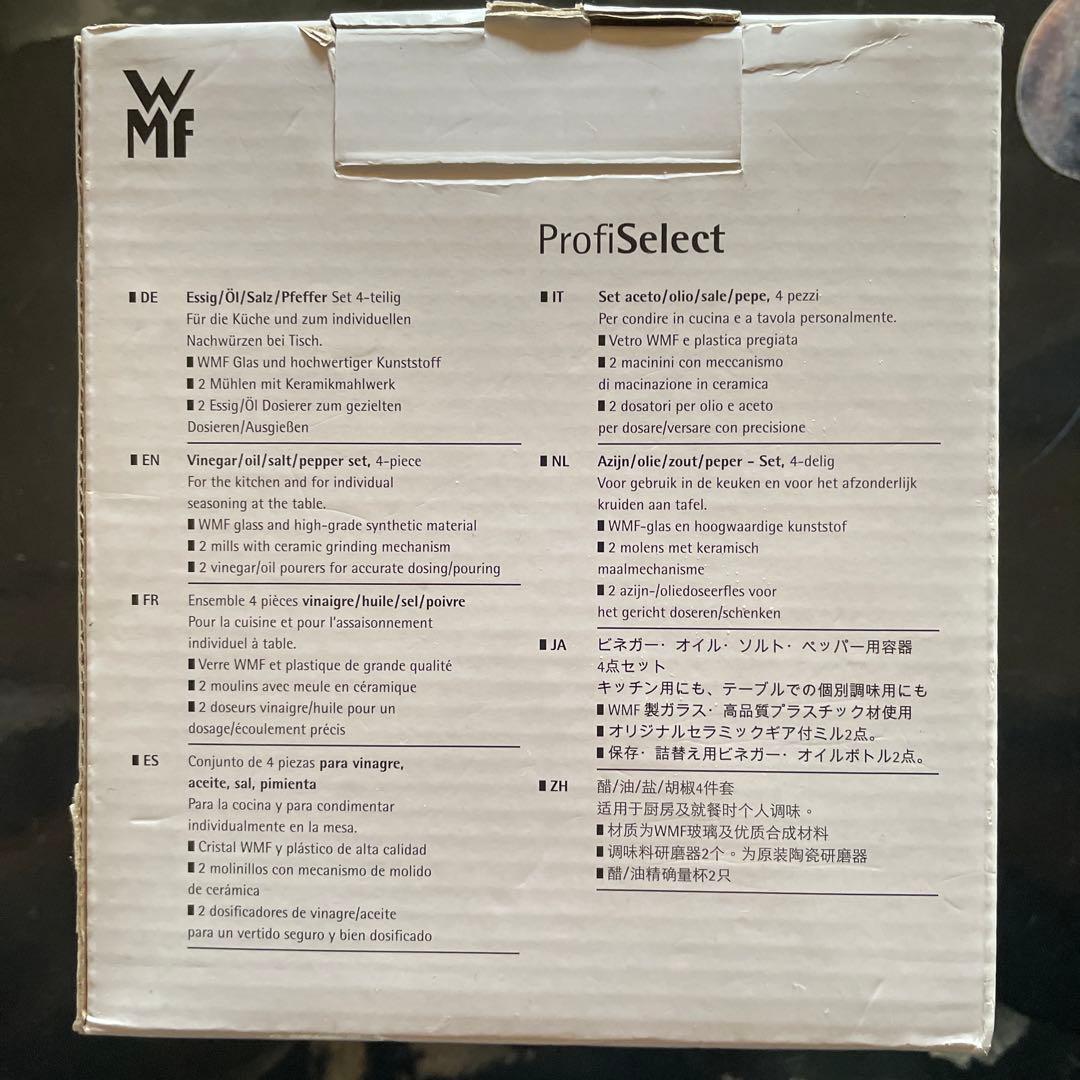 WMF
ProfiSelect
DE
Essig/Öl/Salz/Pfeffer Set 4-teilig
Für die Küche und zum individuellen
Nachwürzen bei Tisch.
WMF Glas und hochwertiger Kunststoff
2 Mühlen mit Keramikmahlwerk
2 Essig/Öl Dosierer zum gezielten
Dosieren/Ausgießen
EN
Vinegar/oil/salt/pepper set, 4-piece
For the kitchen and for individual
seasoning at the table.
WMF glass and high-grade synthetic material
2 mills with ceramic grinding mechanism
2 vinegar/oil pourers for accurate dosing/pouring
FR
Ensemble 4 pièces vinaigre/huile/sel/poivre
Pour la cuisine et pour l'assaisonnement
individuel à table.
Verre WMF et plastique de grande qualité
2 moulins avec meule en céramique
2 doseurs vinaigre/huile pour un
dosage/écoulement précis
ES
Conjunto de 4 piezas para vinagre,
aceite, sal, pimienta
Para la cocina y para condimentar
individualmente en la mesa.
Cristal WMF y plástico de alta calidad
2 molinillos con mecanismo de molido
de cerámica
2 dosificadores de vinagre/aceite
para un vertido seguro y bien dosificado
IT
Set aceto/olio/sale/pepe, 4 pezzi
Per condire in cucina e a tavola personalmente.
Vetro WMF e plastica pregiata
2 macinini con meccanismo
di macinazione in ceramica
2 dosatori per olio e aceto
per dosare/versare con precisione
NL
Azijn/olie/zout/peper – Set, 4-delig
Voor gebruik in de keuken en voor het afzonderlijk
kruiden aan tafel.
WMF-glas en hoogwaardige kunststof
2 molens met keramisch
maalmechanisme
2 azijn-/oliedoseerfles voor
het gericht doseren/schenken
JA
ビネガー・オイル・ソルト・ペッパー用容器
4点セット
キッチン用にも、テーブルでの個別調味用にも
WMF 製ガラス・高品質プラスチック材使用
オリジナルセラミックギア付ミル2点。
保存・詰替え用ビネガー・オイルボトル2点。
ZH
醋/油/盐/胡椒4件套
适用于厨房及就餐时个人调味。
材质为WMF玻璃及优质合成材料
调味料研磨器2个。为原装陶瓷研磨器
醋/油精确量杯2只